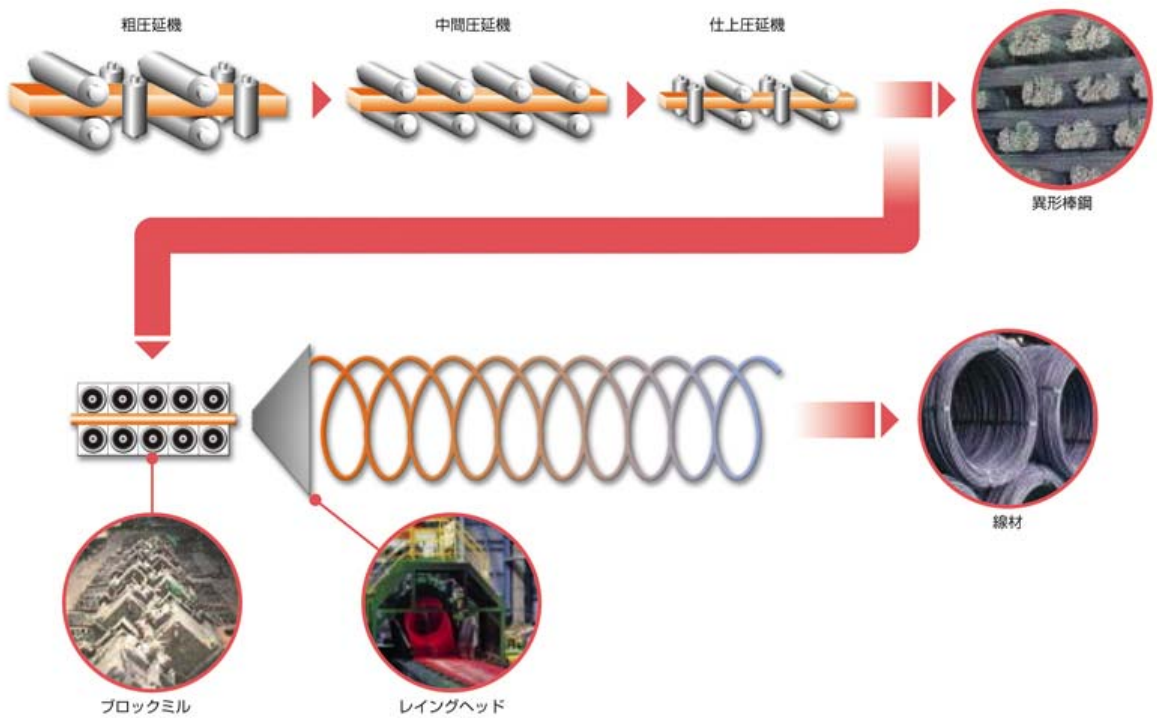 粗圧延機
中間圧延機
仕上圧延機
異形棒鋼
線材
ブロックミル
レイングヘッド